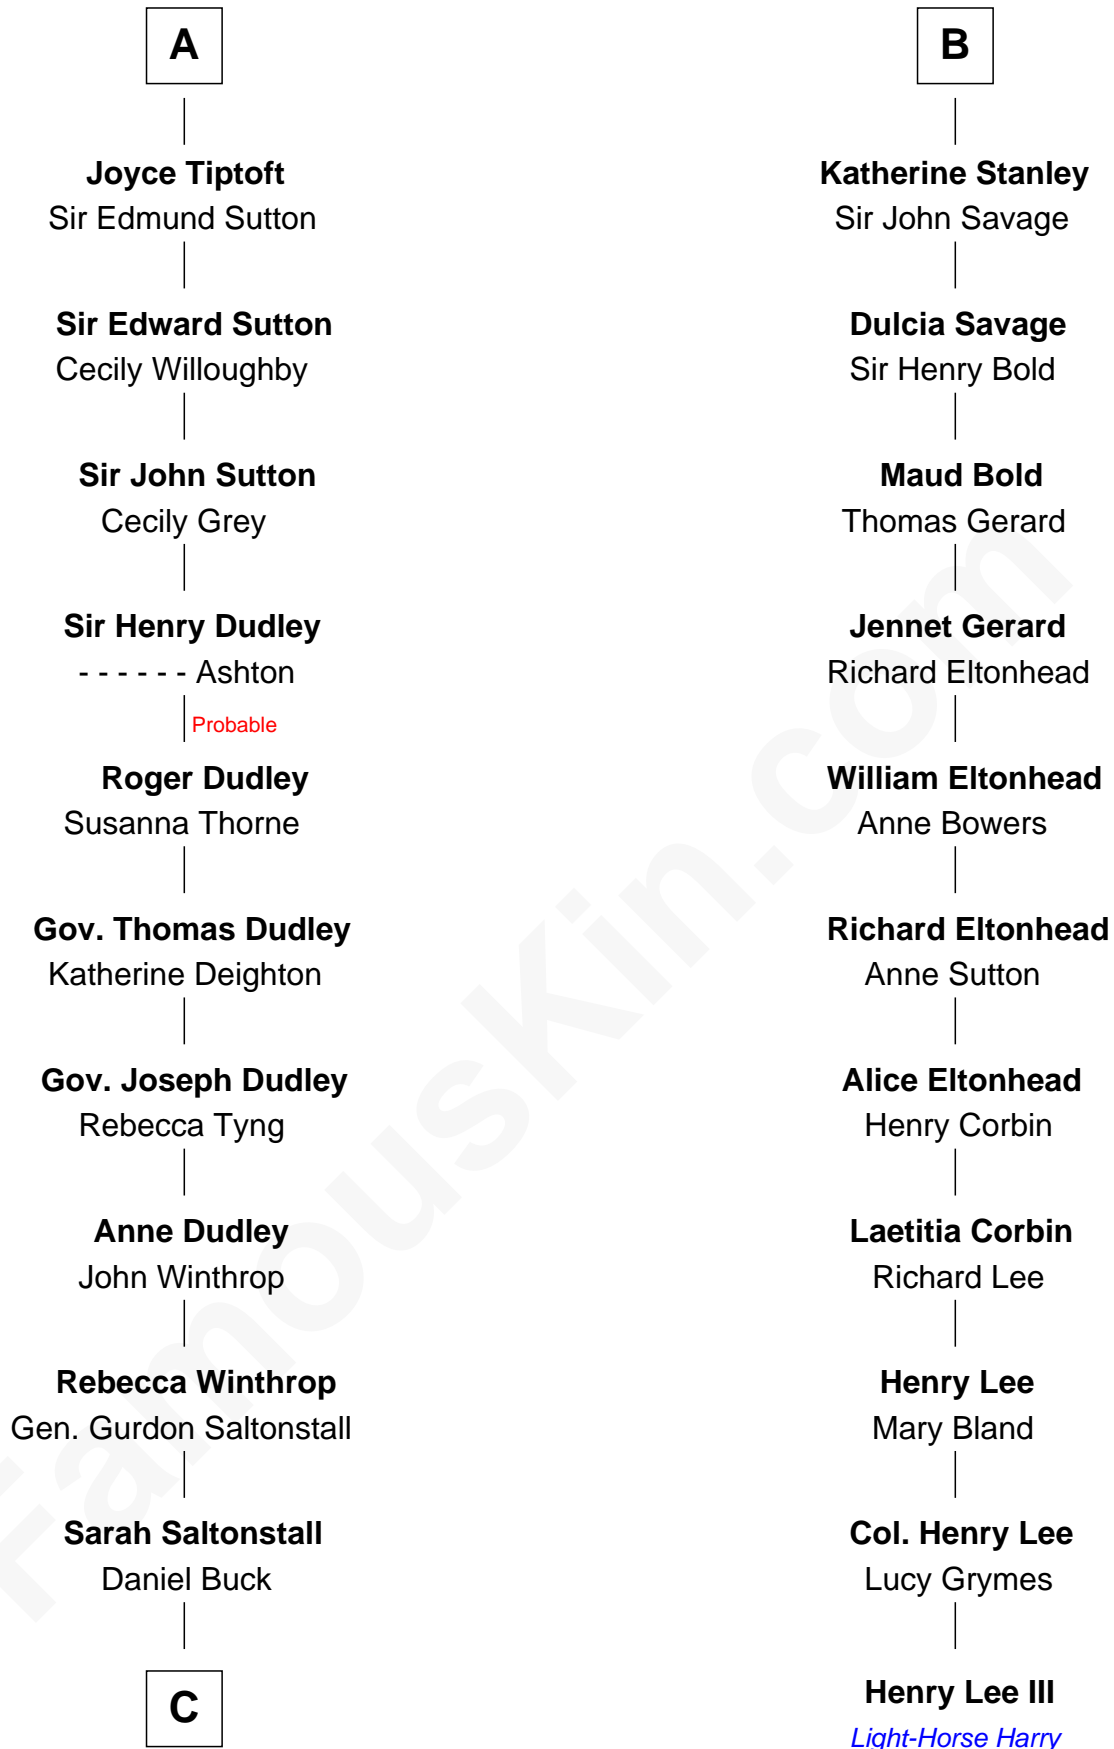 A
Joyce Tiptoft
Sir Edmund Sutton
Sir Edward Sutton
Cecily Willoughby
Sir John Sutton
Cecily Grey
Sir Henry Dudley
- - - - - - Ashton
Probable
Roger Dudley
Susanna Thorne
Gov. Thomas Dudley
Katherine Deighton
Gov. Joseph Dudley
Rebecca Tyng
Anne Dudley
John Winthrop
Rebecca Winthrop
Gen. Gurdon Saltonstall
Sarah Saltonstall
Daniel Buck
C
B
Katherine Stanley
Sir John Savage
Dulcia Savage
Sir Henry Bold
Maud Bold
Thomas Gerard
Jennet Gerard
Richard Eltonhead
William Eltonhead
Anne Bowers
Richard Eltonhead
Anne Sutton
Alice Eltonhead
Henry Corbin
Laetitia Corbin
Richard Lee
Henry Lee
Mary Bland
Col. Henry Lee
Lucy Grymes
Henry Lee III
Light-Horse Harry
FamousKin.com